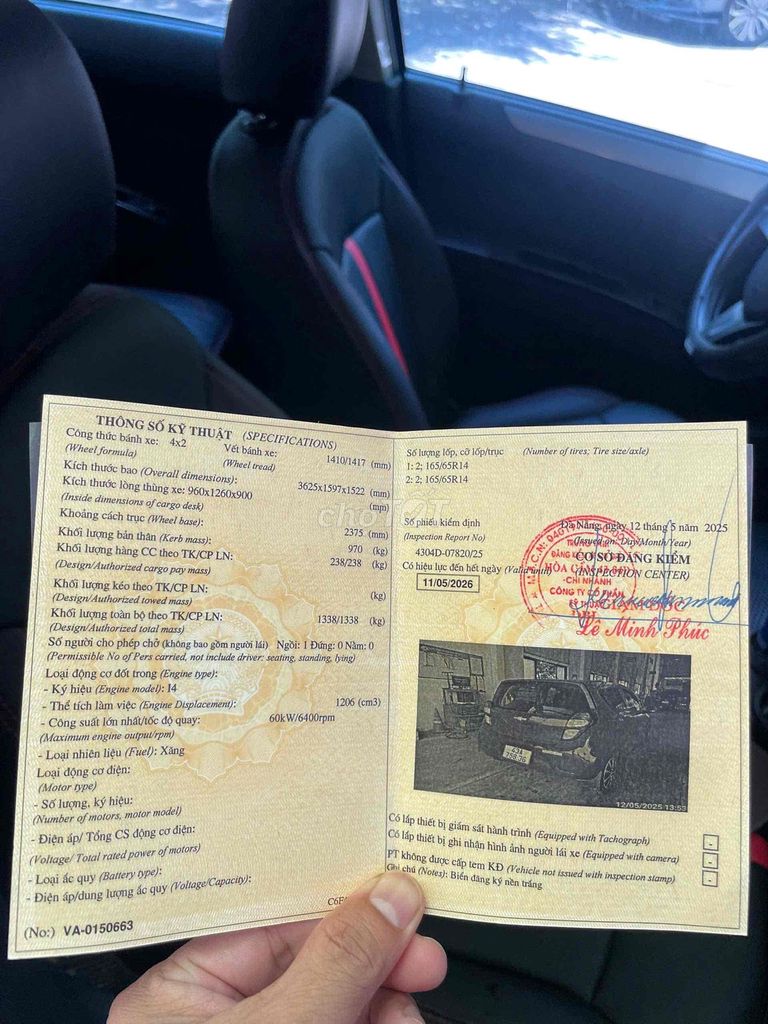 THÔNG SỐ KỸ THUẬT (SPECIFICATIONS)
Công thức bánh xe: 4x2 Vết bánh xe: 1410/1417 (mm)
(Wheel formula) (Wheel tread)
Kích thước bao (Overall dimensions): 3625x1597x1522 (mm)
Kích thước lòng thùng xe: 960x1260x900 (mm)
(Inside dimensions of cargo desk)
Khoảng cách trục (Wheel base): 2375 (mm)
Khối lượng bản thân (Kerb mass): 970 (kg)
Khối lượng hàng CC theo TK/CP LN: 238/238 (kg)
(Design/Authorized cargo pay mass)
Khối lượng kéo theo TK/CP LN: (kg)
(Design/Authorized towed mass)
Khối lượng toàn bộ theo TK/CP LN: 1338/1338 (kg)
(Design/Authorized total mass)
Số người cho phép chở (không bao gồm người lái) Ngồi: 1 Đứng: 0 Nằm: 0
(Permissible No of Pers carried, not include driver: seating, standing, lying)
Loại động cơ đốt trong (Engine type):
- Ký hiệu (Engine model): I4
- Thể tích làm việc (Engine Displacement): 1206 (cm3)
- Công suất lớn nhất/tốc độ quay: 60kW/6400rpm
(Maximum engine output/rpm)
- Loại nhiên liệu (Fuel): Xăng
Loại động cơ điện:
(Motor type)
- Số lượng, ký hiệu:
(Number of motors, motor model)
- Điện áp/ Tổng CS động cơ điện:
(Voltage/ Total rated power of motors)
- Loại ắc quy (Battery type):
- Điện áp/dung lượng ắc quy (Voltage/Capacity):
(No:) VA-0150663
Số lượng lốp, cỡ lốp/trục (Number of tires; Tire size/axle)
1: 2; 165/65R14
2: 2; 165/65R14
choTỐT
Số phiếu kiểm định Đà Nẵng, ngày 12 tháng 5 năm 2025
(Inspection Report No) (Issued on: Day/Month/Year)
4304D-07820/25 CƠ SỞ ĐĂNG KIỂM
Có hiệu lực đến hết ngày (Valid until) (INSPECTION CENTER)
11/05/2026
-CHI NHÁNH
CÔNG TY CỔ PHẦN
Lê Minh Phúc
43A
12/05/2025 13:53
Có lắp thiết bị giám sát hành trình (Equipped with Tachograph) -
Có lắp thiết bị ghi nhận hình ảnh người lái xe (Equipped with camera) -
PT không được cấp tem KĐ (Vehicle not issued with inspection stamp) -
Ghi chú (Notes): Biển đăng ký nền trắng